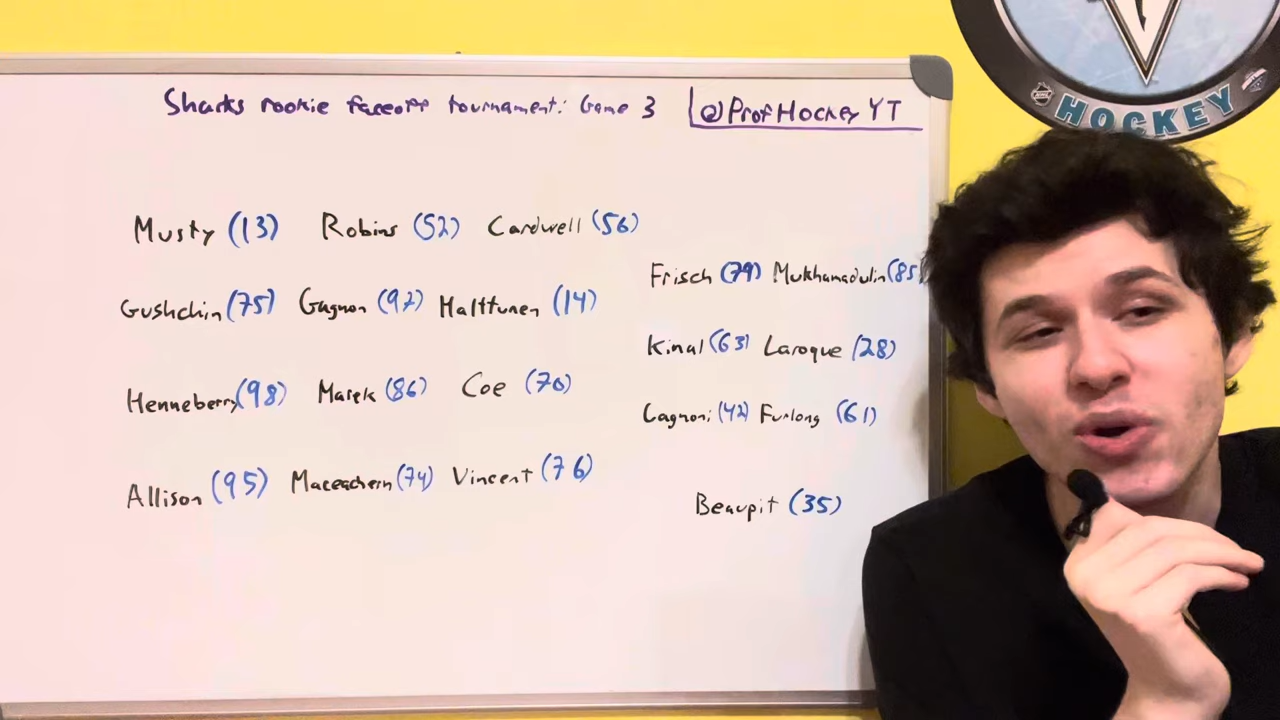 Sharks rookie faceoff tournament: Game 3 @ProfHockeyYT
HOCKEY
Musty (13) Robins (52) Cardwell (56)
Frisch (79) Mukhamadulin (85)
Gushchin (75) Gagnon (92) Halttunen (14)
Kinal (63) Laroque (28)
Henneberry (98) Marek (86) Coe (70)
Cagnoni (42) Furlong (61)
Allison (95) Maceachern (74) Vincent (76)
Beaupit (35)